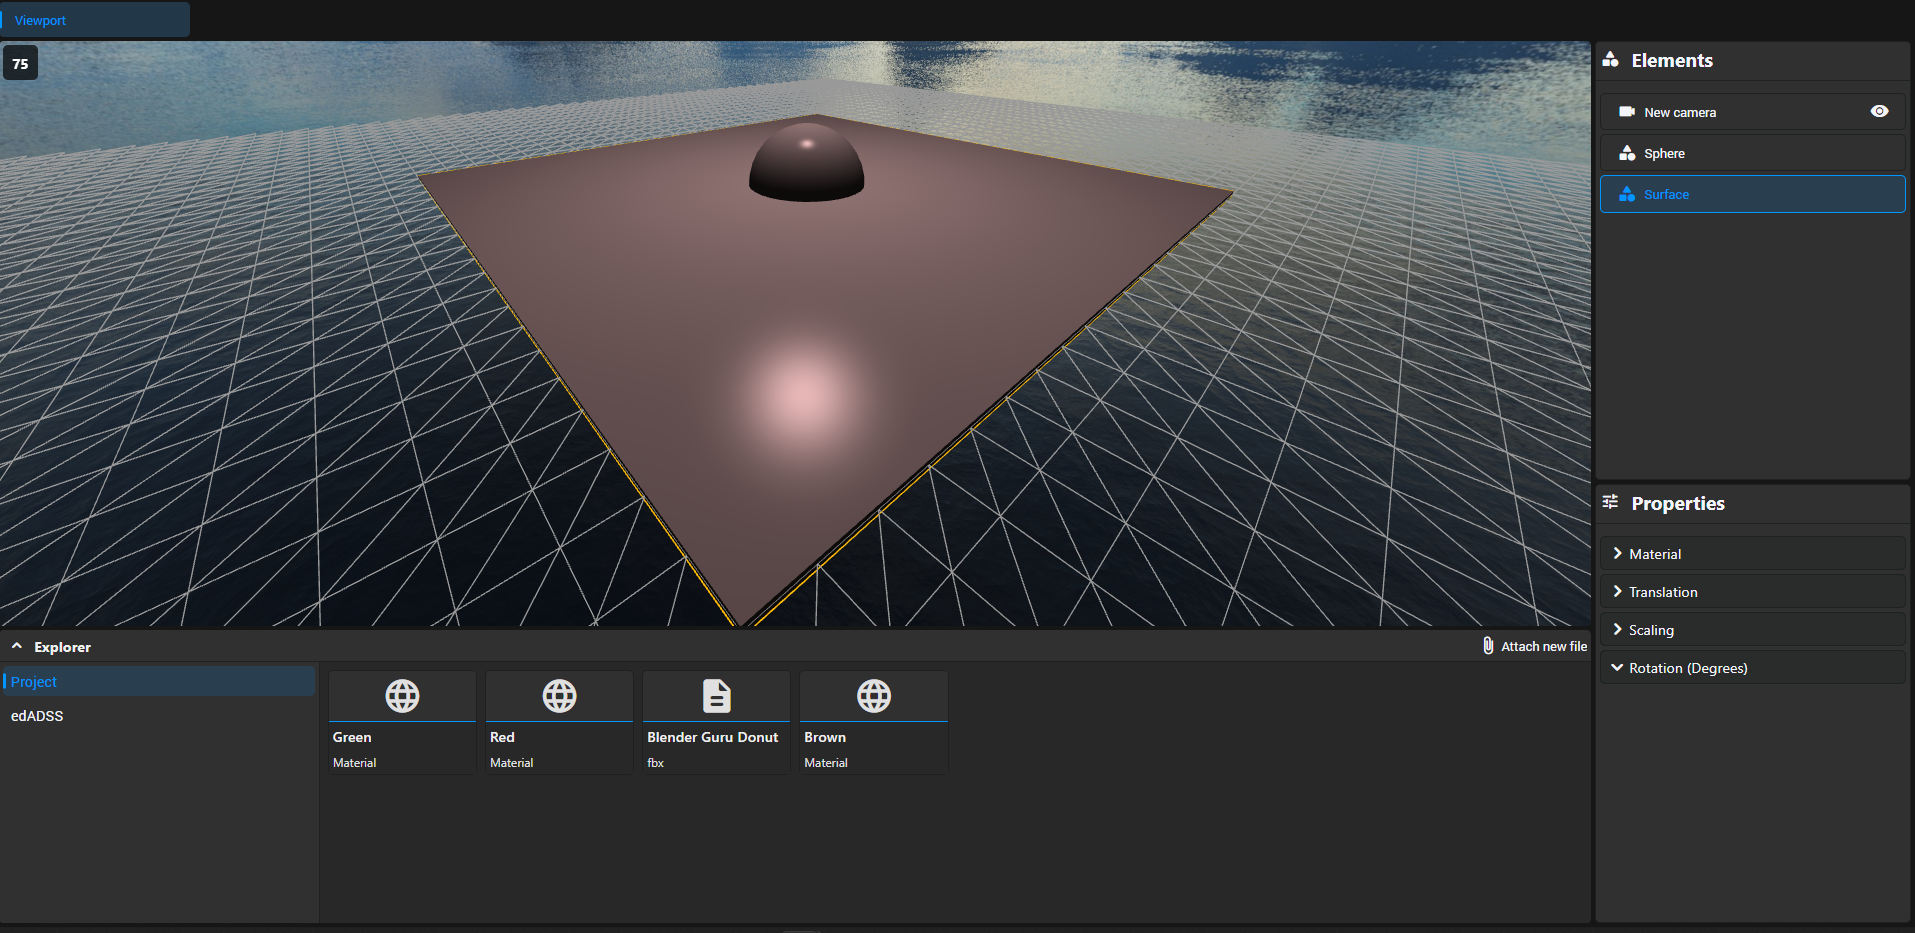 Viewport
75
Elements
New camera
Sphere
Surface
Properties
Material
Translation
Scaling
Rotation (Degrees)
Explorer
Attach new file
Project
edADSS
Green
Material
Red
Material
Blender Guru Donut
fbx
Brown
Material